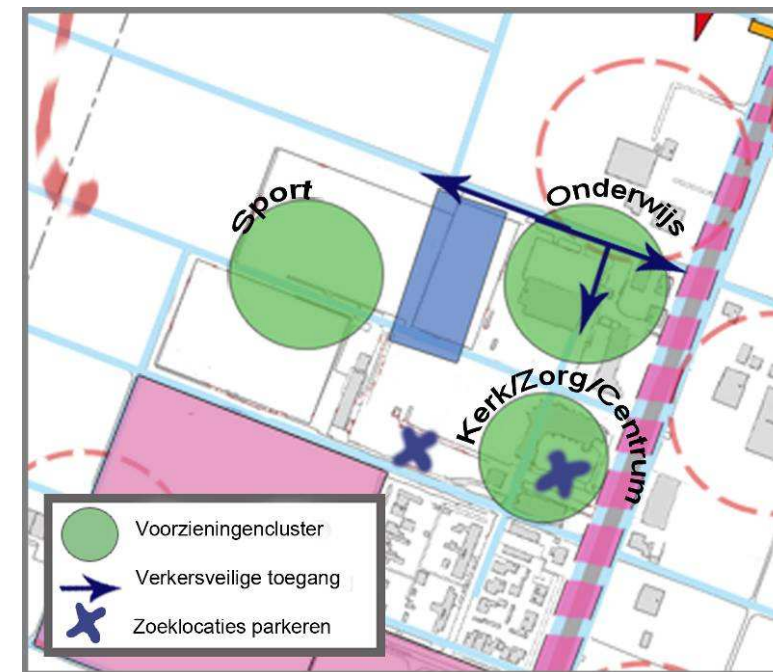 Sport
Onderwijs
Kerk/Zorg/Centrum
Voorzieningencluster
Verkersveilige toegang
Zoeklocaties parkeren